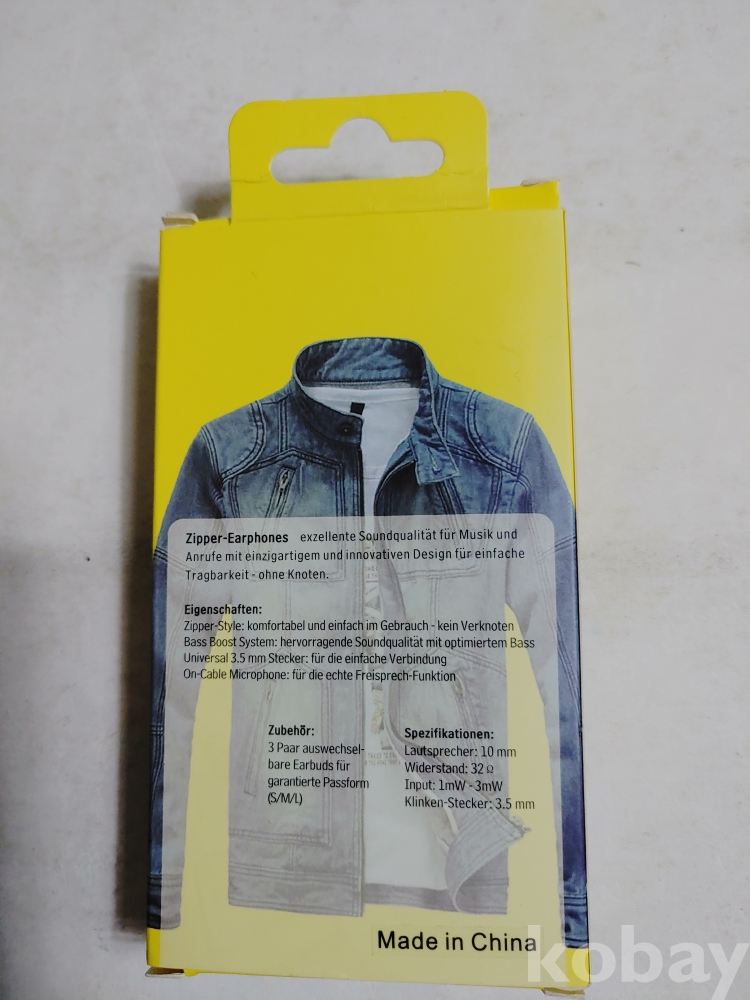 Zipper-Earphones exzellente Soundqualität für Musik und
Anrufe mit einzigartigem und innovativen Design für einfache
Tragbarkeit - ohne Knoten.
Eigenschaften:
Zipper-Style: komfortabel und einfach im Gebrauch - kein Verknoten
Bass Boost System: hervorragende Soundqualität mit optimiertem Bass
Universal 3.5 mm Stecker: für die einfache Verbindung
On-Cable Microphone: für die echte Freisprech-Funktion
Zubehör:
3 Paar auswechsel-
bare Earbuds für
garantierte Passform
(S/M/L)
Spezifikationen:
Lautsprecher: 10 mm
Widerstand: 32 Ω
Input: 1mW - 3mW
Klinken-Stecker: 3.5 mm
Made in China
kobay